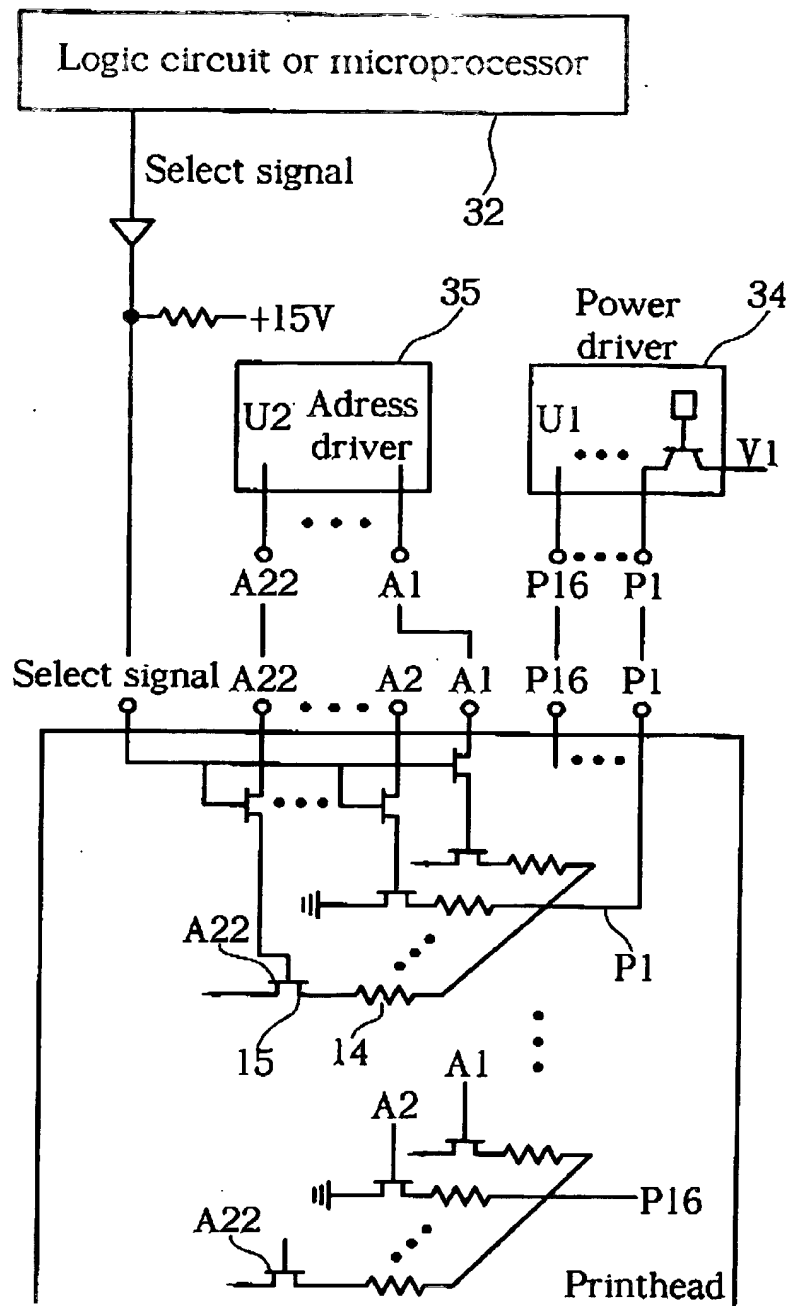 Logic circuit or microprocessor
Select signal
32
+15V
35
Power
driver
34
U2 Adress
driver
U1
V1
A22 A1 P16 P1
Select signal A22 A2 A1 P16 P1
A22
P1
15
14
A1
A2
P16
A22
Printhead